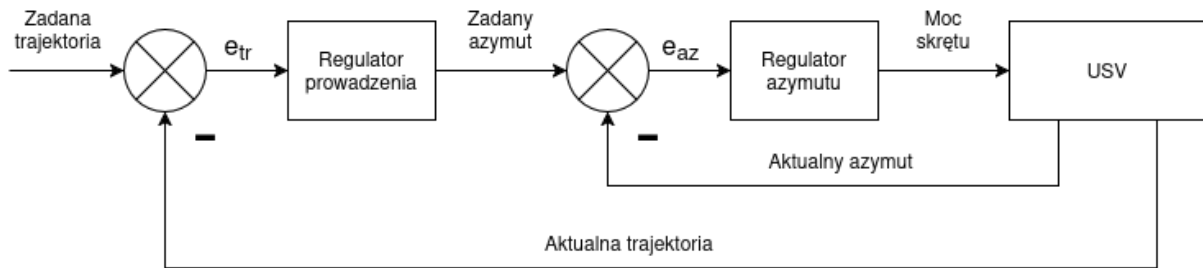 Zadana
trajektoria
e_tr
Regulator
prowadzenia
Zadany
azymut
e_az
Regulator
azymutu
Moc
skrętu
USV
-
-
Aktualny azymut
Aktualna trajektoria